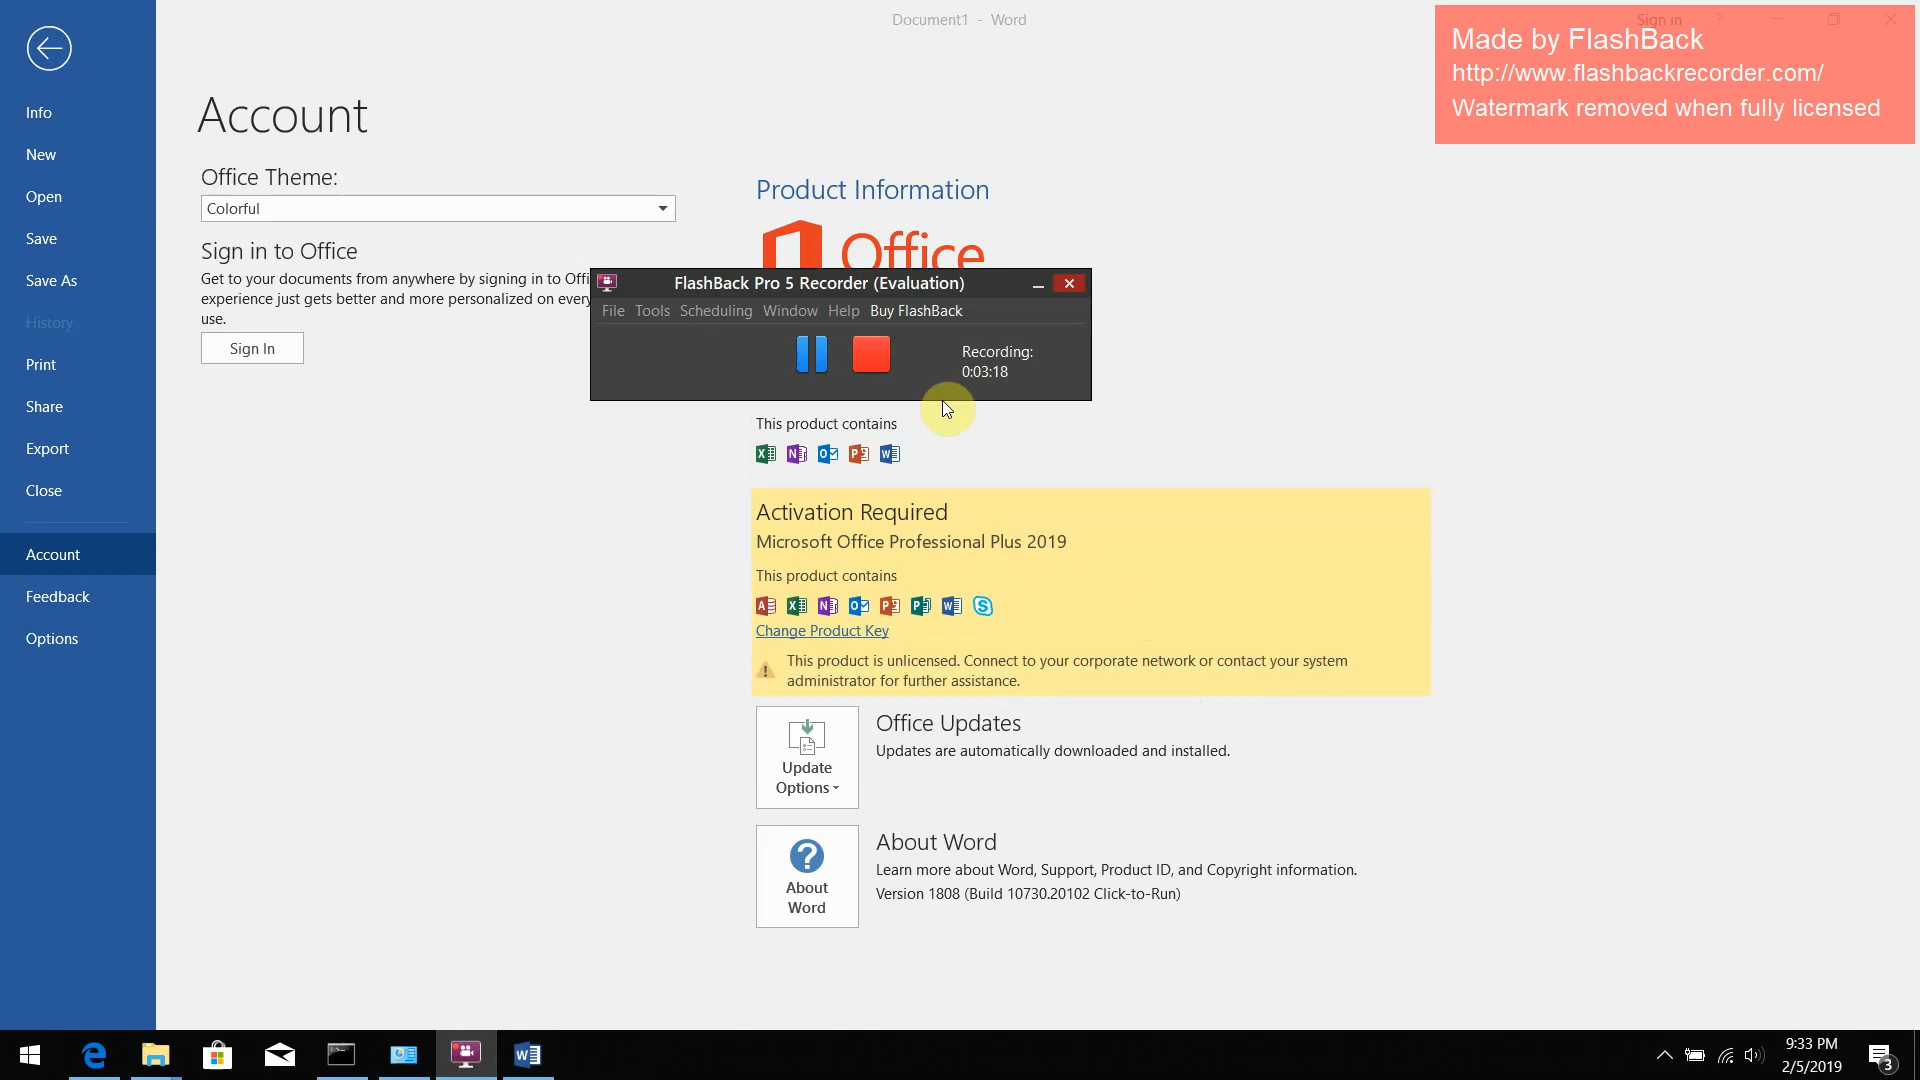 Document1 - Word
Sign in ?
Made by FlashBack
http://www.flashbackrecorder.com/
Watermark removed when fully licensed
Info
New
Open
Save
Save As
History
Print
Share
Export
Close
Account
Feedback
Options
Account
Office Theme:
Colorful
Sign in to Office
Get to your documents from anywhere by signing in to Offi
experience just gets better and more personalized on every
use.
Sign In
Product Information
Office
FlashBack Pro 5 Recorder (Evaluation)
File Tools Scheduling Window Help Buy FlashBack
Recording:
0:03:18
This product contains
Activation Required
Microsoft Office Professional Plus 2019
This product contains
Change Product Key
This product is unlicensed. Connect to your corporate network or contact your system
administrator for further assistance.
Update
Options
Office Updates
Updates are automatically downloaded and installed.
About
Word
About Word
Learn more about Word, Support, Product ID, and Copyright information.
Version 1808 (Build 10730.20102 Click-to-Run)
9:33 PM
2/5/2019
3